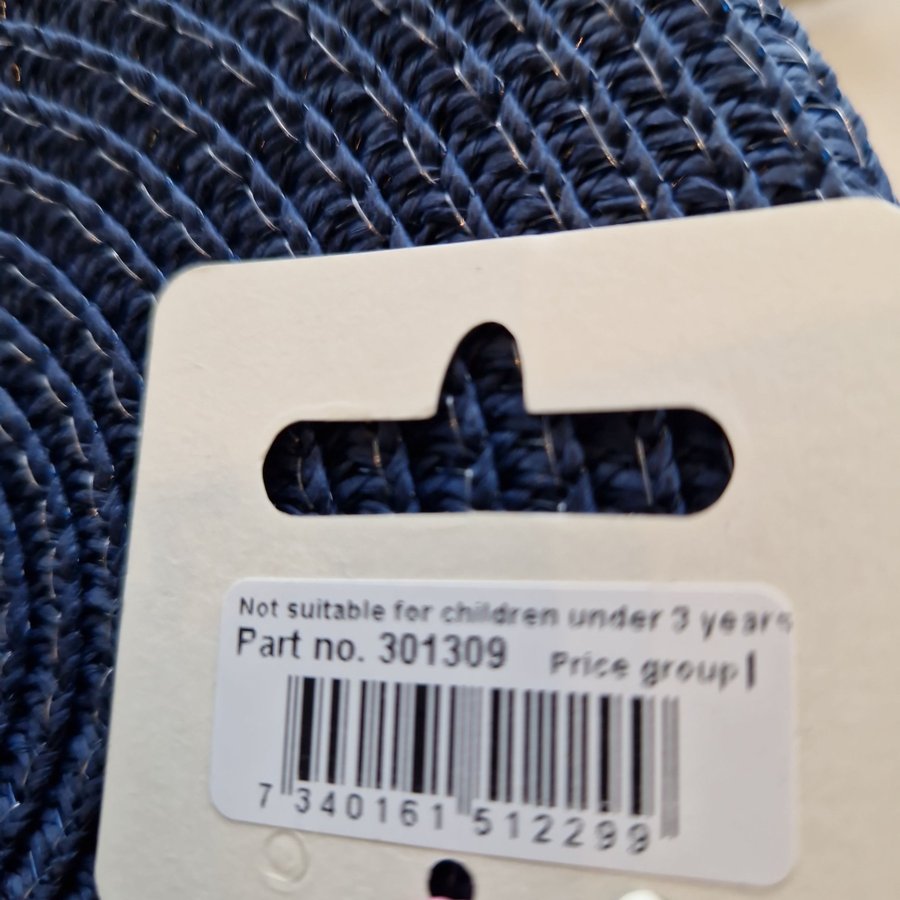 Not suitable for children under 3 years
Part no. 301309 Price group I
7 340161 512299